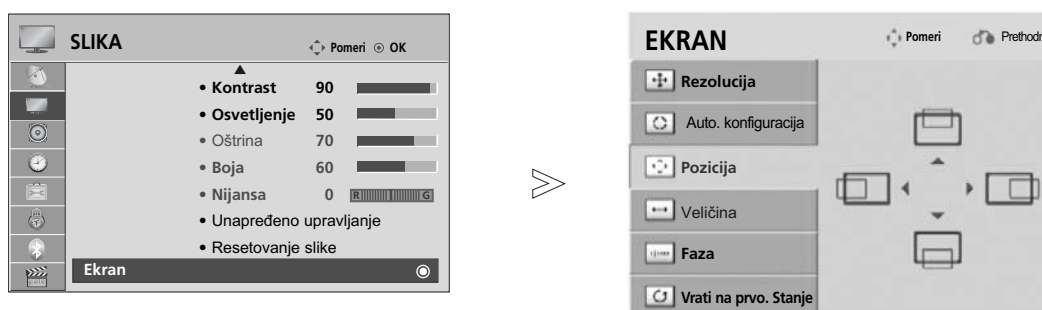 SLIKA
Pomeri OK
• Kontrast 90
• Osvetljenje 50
• Oštrina 70
• Boja 60
• Nijansa 0 R G
• Unapređeno upravljanje
• Resetovanje slike
Ekran
EKRAN
Pomeri
Rezolucija
Auto. konfiguracija
Pozicija
Veličina
Faza
Vrati na prvo. Stanje